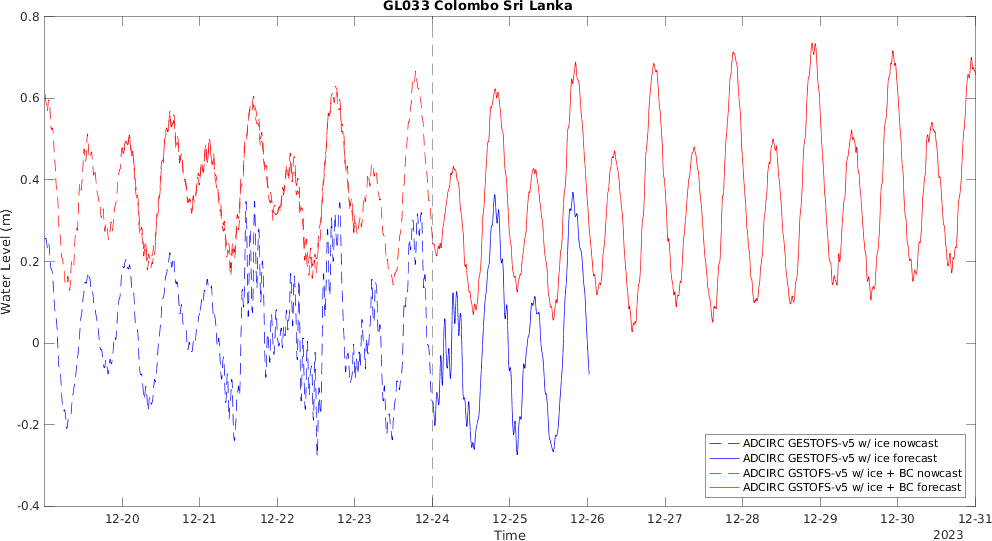 GL033 Colombo Sri Lanka
Water Level (m)
0.8
0.6
0.4
0.2
0
-0.2
-0.4
ADCIRC GESTOFS-v5 w/ ice nowcast
ADCIRC GESTOFS-v5 w/ ice forecast
ADCIRC GSTOFS-v5 w/ ice + BC nowcast
ADCIRC GSTOFS-v5 w/ ice + BC forecast
12-20 12-21 12-22 12-23 12-24 12-25 12-26 12-27 12-28 12-29 12-30 12-31
Time
2023